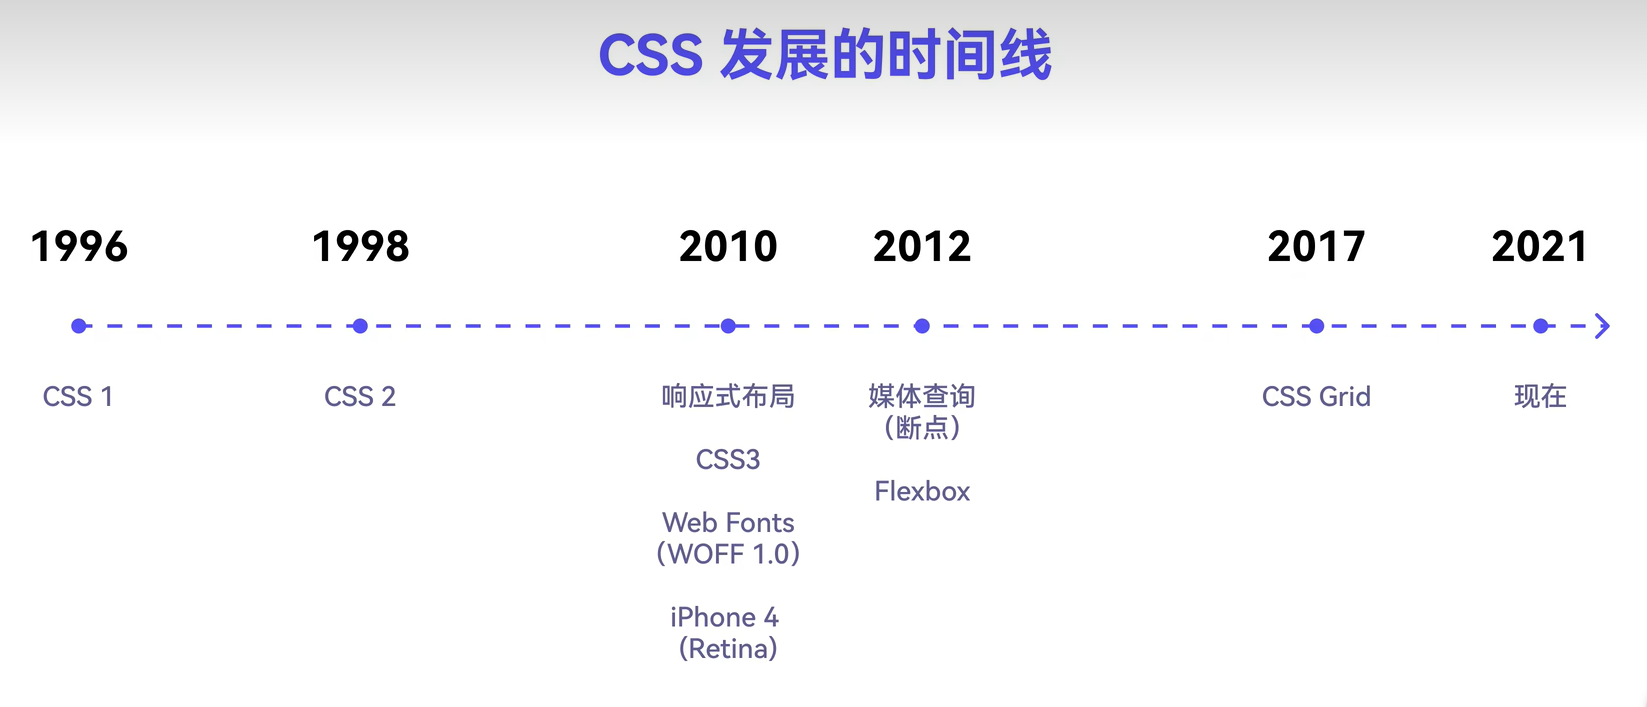 CSS 发展的时间线
1996
1998
2010
2012
2017
2021
CSS 1
CSS 2
响应式布局
CSS3
Web Fonts
(WOFF 1.0)
iPhone 4
(Retina)
媒体查询
（断点）
Flexbox
CSS Grid
现在